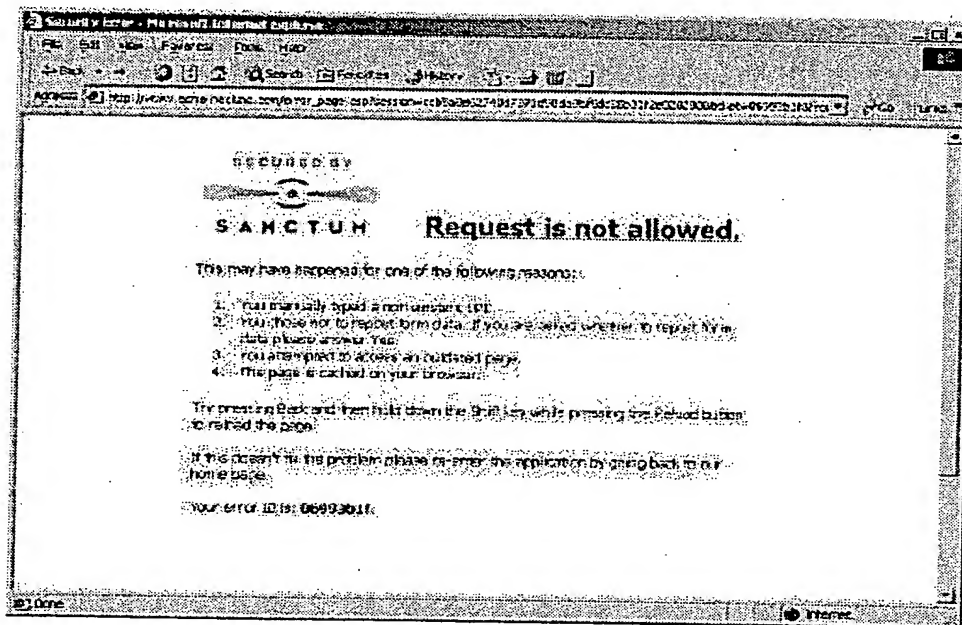 Security Error - Microsoft Internet Explorer
File Edit View Favorites Tools Help
Back Search Favorites History
Address Go Links
SECURED BY
SANCTUM
Request is not allowed.
This may have happened for one of the following reasons:
1. You manually typed a URL
2. You chose not to repost form data. If you are asked whether to repost form
data please answer Yes.
3. You attempted to access an outdated page.
4. This page is cached on your browser.
Try pressing Back and then hold down the Shift key while pressing the Reload button
to reload the page.
If this doesn't fix the problem please re-enter the application by going back to our
home page.
Your error ID is: 06993b1f.
Done Internet